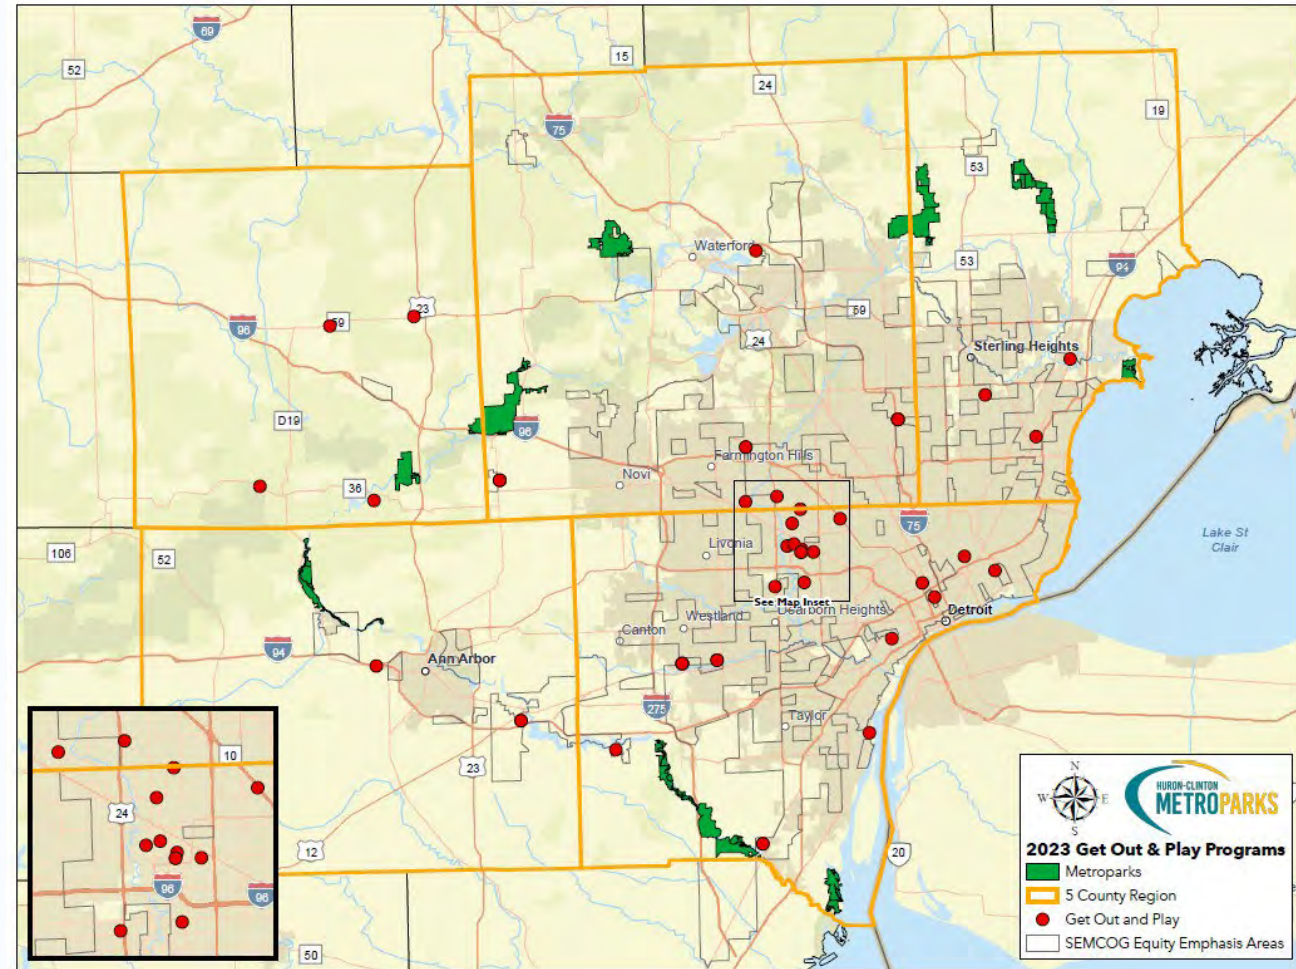 69
52
15
24
75
19
53
Waterford
53
94
96
59
23
59
24
Sterling Heights
D19
96
Farmington Hills
Novi
36
75
106
52
Livonia
Lake St
Clair
See Map Inset
Westland
Dearborn Heights
Detroit
Canton
94
Ann Arbor
275
Taylor
23
12
20
50
10
24
96
96
N
W
E
S
HURON-CLINTON
METROPARKS
2023 Get Out & Play Programs
Metroparks
5 County Region
Get Out and Play
SEMCOG Equity Emphasis Areas